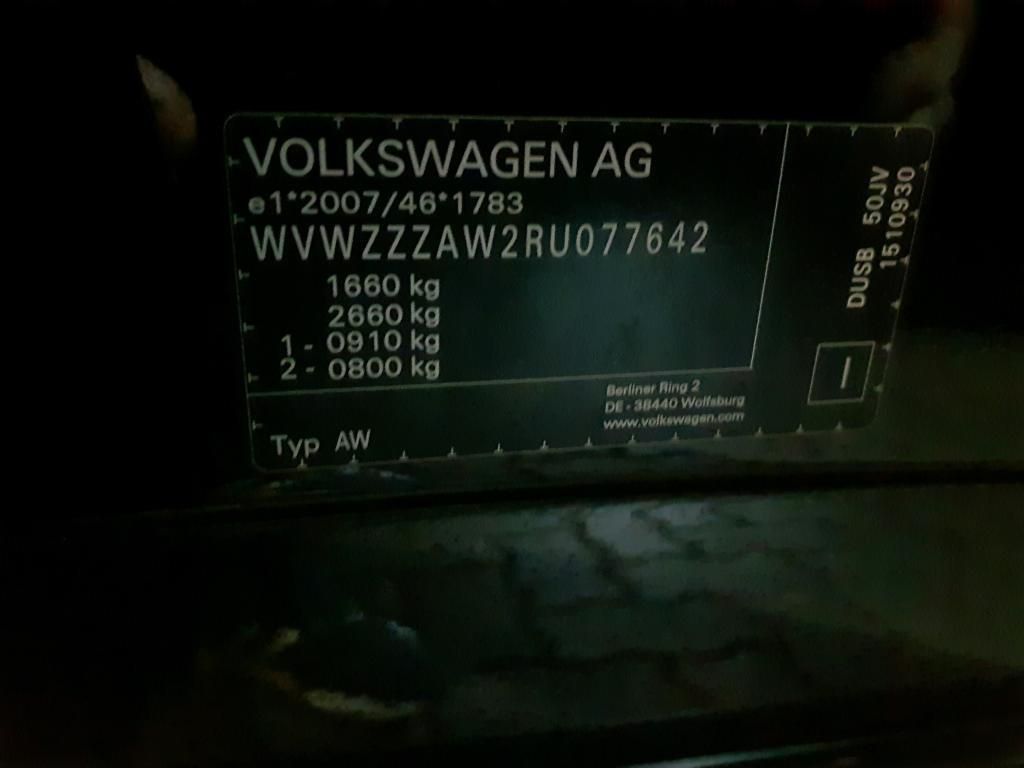 VOLKSWAGEN AG
e1*2007/46*1783
WVWZZZAW2RU077642
1660 kg
2660 kg
1 - 0910 kg
2 - 0800 kg
Typ AW
Berliner Ring 2
DE - 38440 Wolfsburg
www.volkswagen.com
DUSB 50JV
1510930
I